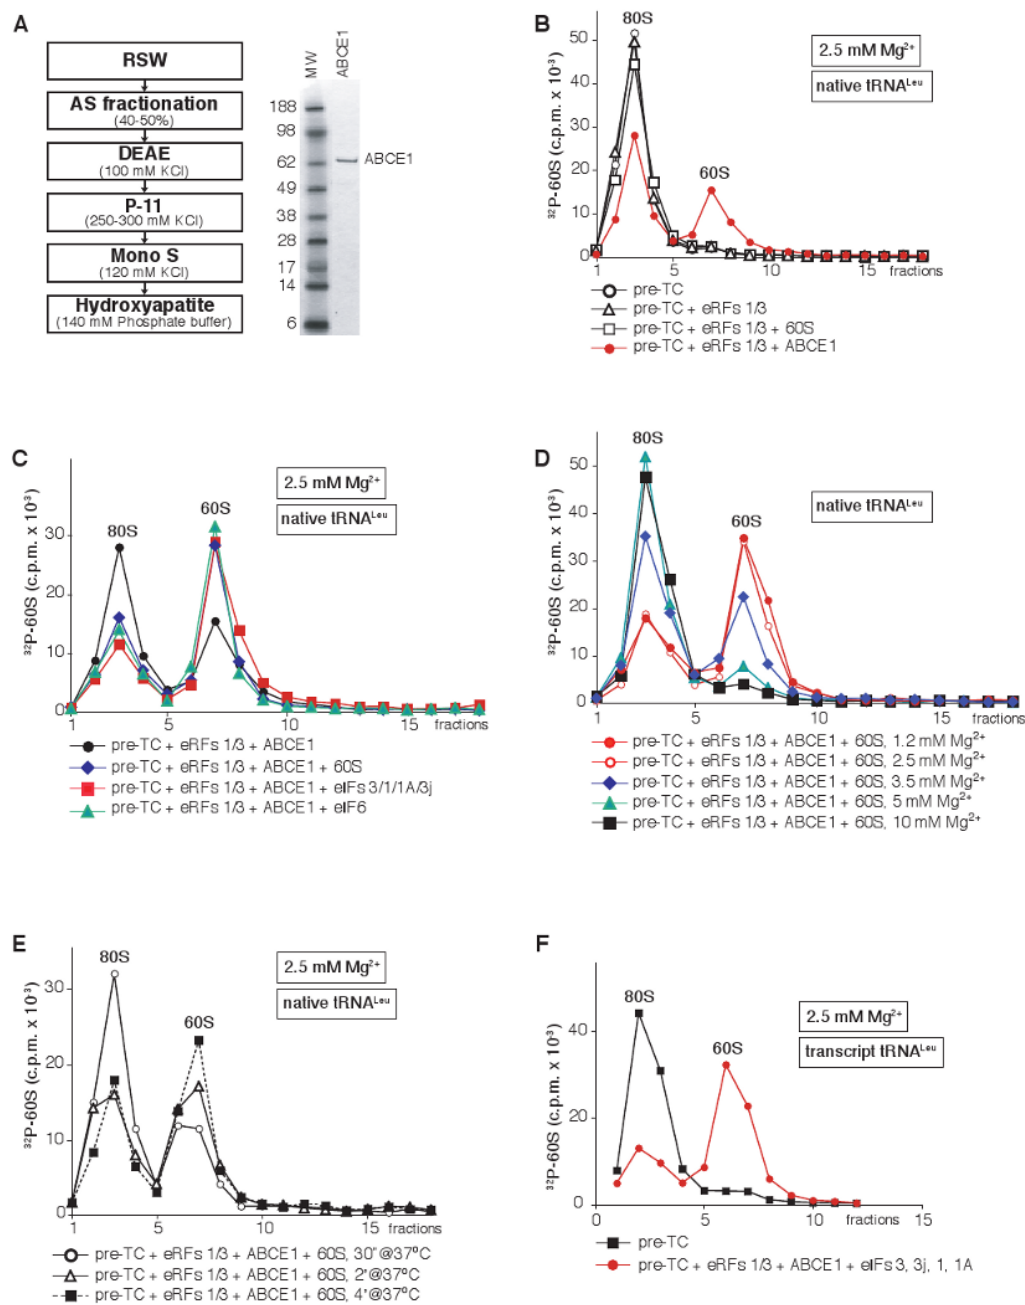 A
RSW
AS fractionation
(40-50%)
DEAE
(100 mM KCl)
P-11
(250-300 mM KCl)
Mono S
(120 mM KCl)
Hydroxyapatite
(140 mM Phosphate buffer)
MW
ABCE1
188
98
62
49
38
28
17
14
6
ABCE1
B
80S
2.5 mM Mg²⁺
native tRNA^Leu
60S
³²P-60S (c.p.m. x 10⁻³)
50
40
30
20
10
0
1
5
10
15
fractions
pre-TC
pre-TC + eRFs 1/3
pre-TC + eRFs 1/3 + 60S
pre-TC + eRFs 1/3 + ABCE1
C
80S
60S
2.5 mM Mg²⁺
native tRNA^Leu
³²P-60S (c.p.m. x 10⁻³)
30
20
10
0
1
5
10
15
fractions
pre-TC + eRFs 1/3 + ABCE1
pre-TC + eRFs 1/3 + ABCE1 + 60S
pre-TC + eRFs 1/3 + ABCE1 + eIFs 3/1/1A/3j
pre-TC + eRFs 1/3 + ABCE1 + eIF6
D
80S
60S
native tRNA^Leu
³²P-60S (c.p.m. x 10⁻³)
50
40
30
20
10
0
1
5
10
15
fractions
pre-TC + eRFs 1/3 + ABCE1 + 60S, 1.2 mM Mg²⁺
pre-TC + eRFs 1/3 + ABCE1 + 60S, 2.5 mM Mg²⁺
pre-TC + eRFs 1/3 + ABCE1 + 60S, 3.5 mM Mg²⁺
pre-TC + eRFs 1/3 + ABCE1 + 60S, 5 mM Mg²⁺
pre-TC + eRFs 1/3 + ABCE1 + 60S, 10 mM Mg²⁺
E
80S
60S
2.5 mM Mg²⁺
native tRNA^Leu
³²P-60S (c.p.m. x 10⁻³)
30
20
10
0
1
5
10
15
fractions
pre-TC + eRFs 1/3 + ABCE1 + 60S, 30"@37ºC
pre-TC + eRFs 1/3 + ABCE1 + 60S, 2'@37ºC
pre-TC + eRFs 1/3 + ABCE1 + 60S, 4'@37ºC
F
80S
60S
2.5 mM Mg²⁺
transcript tRNA^Leu
³²P-60S (c.p.m. x 10⁻³)
40
20
0
0
5
10
15
fractions
pre-TC
pre-TC + eRFs 1/3 + ABCE1 + eIFs 3, 3j, 1, 1A